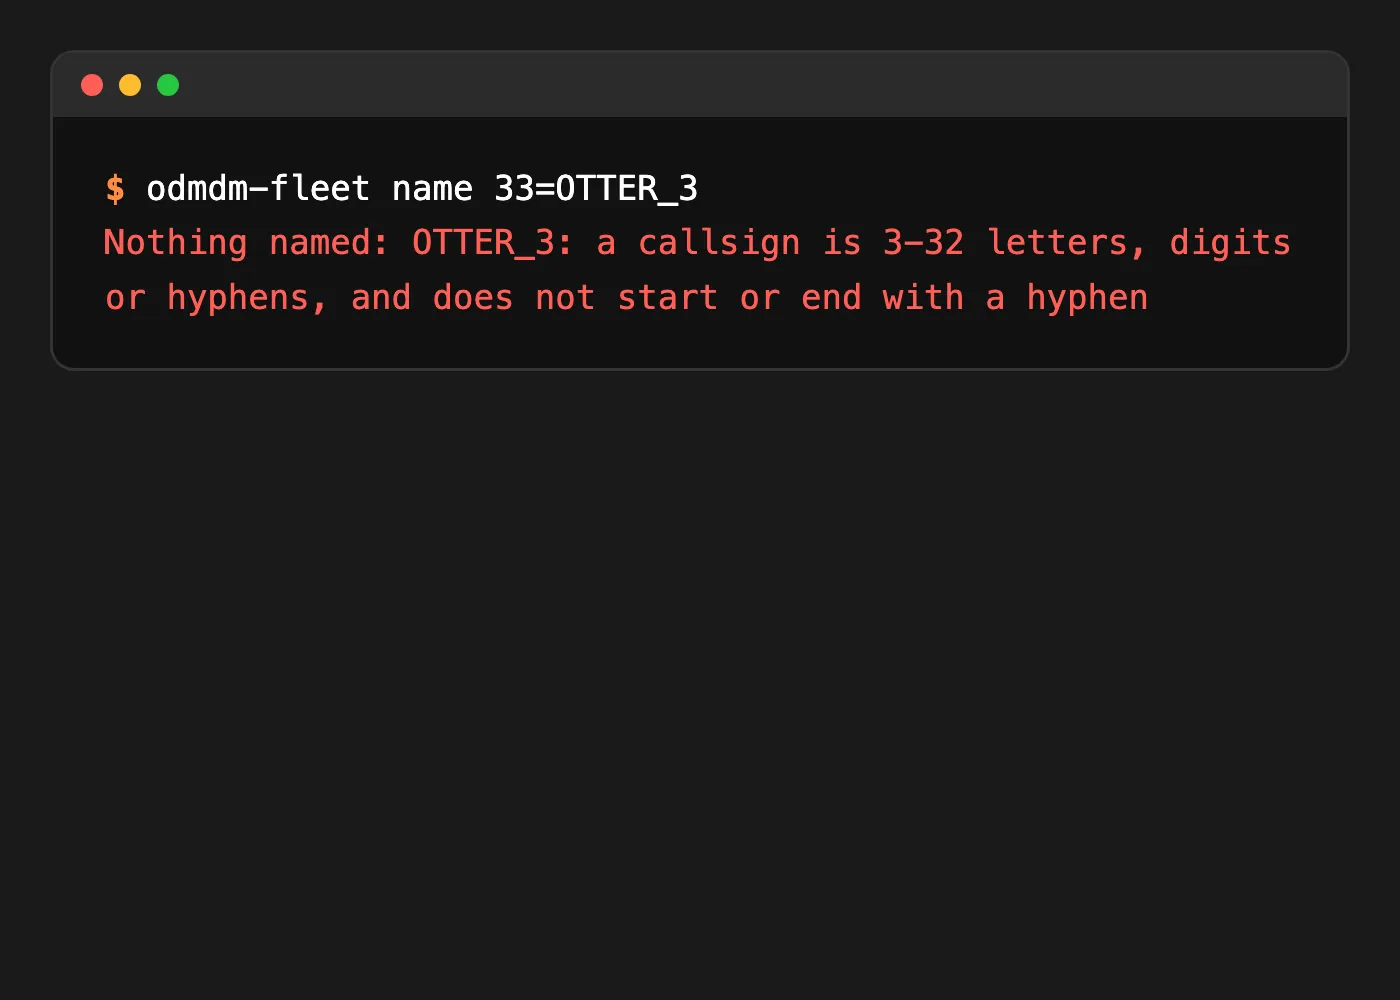 $ odmdm-fleet name 33=OTTER_3
Nothing named: OTTER_3: a callsign is 3-32 letters, digits
or hyphens, and does not start or end with a hyphen